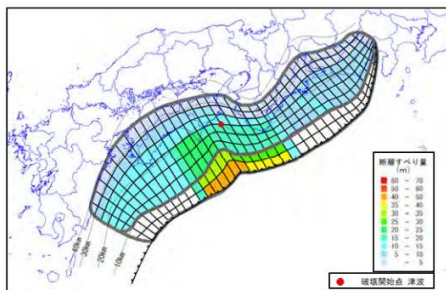 断層すべり量
(m)
60 - 70
50 - 60
40 - 50
35 - 40
30 - 35
25 - 30
20 - 25
15 - 20
10 - 15
5 - 10
- 5
-40km
-30km
-20km
-10km
破壊開始点 津波